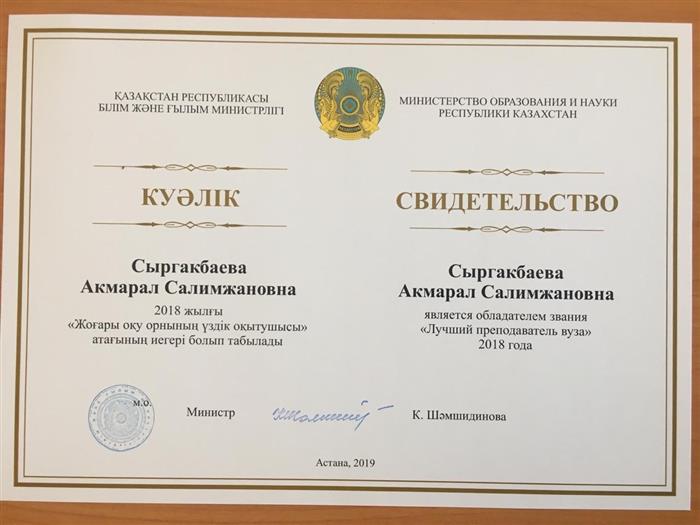 ҚАЗАҚСТАН РЕСПУБЛИКАСЫ
БІЛІМ ЖӘНЕ ҒЫЛЫМ МИНИСТРЛІГІ
КУӘЛІК
Сыргакбаева
Акмарал Салимжановна
2018 жылғы
«Жоғары оқу орнының үздік оқытушысы»
атағының иегері болып табылады
МИНИСТЕРСТВО ОБРАЗОВАНИЯ И НАУКИ
РЕСПУБЛИКИ КАЗАХСТАН
СВИДЕТЕЛЬСТВО
Сыргакбаева
Акмарал Салимжановна
является обладателем звания
«Лучший преподаватель вуза»
2018 года
м.о.
Министр К. Шәмшидинова
Астана, 2019